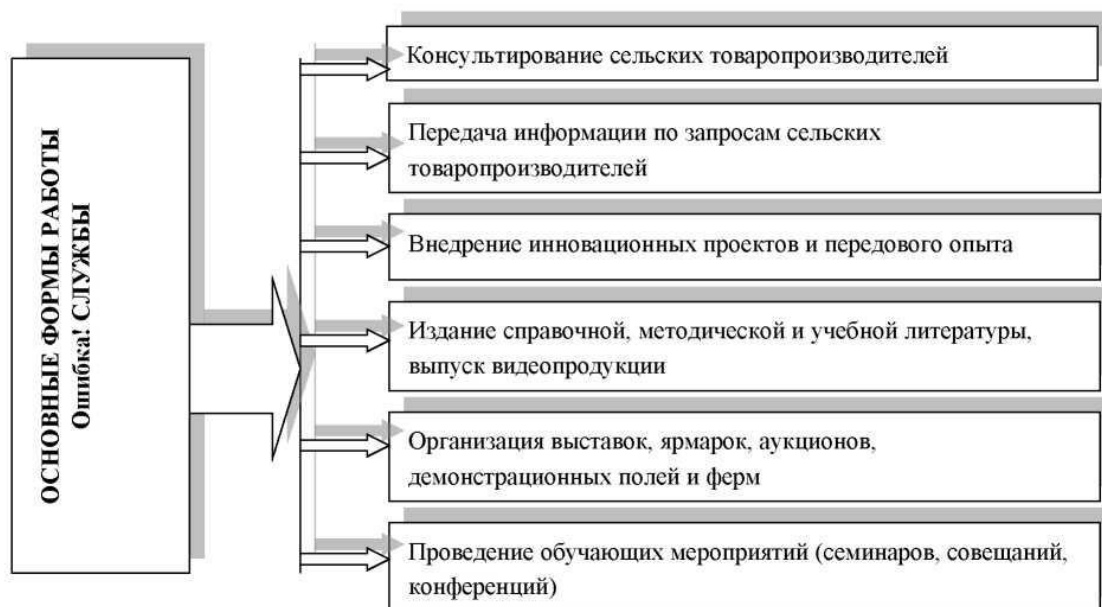 ОСНОВНЫЕ ФОРМЫ РАБОТЫ
Ошибка! СЛУЖБЫ
Консультирование сельских товаропроизводителей
Передача информации по запросам сельских
товаропроизводителей
Внедрение инновационных проектов и передового опыта
Издание справочной, методической и учебной литературы,
выпуск видеопродукции
Организация выставок, ярмарок, аукционов,
демонстрационных полей и ферм
Проведение обучающих мероприятий (семинаров, совещаний,
конференций)